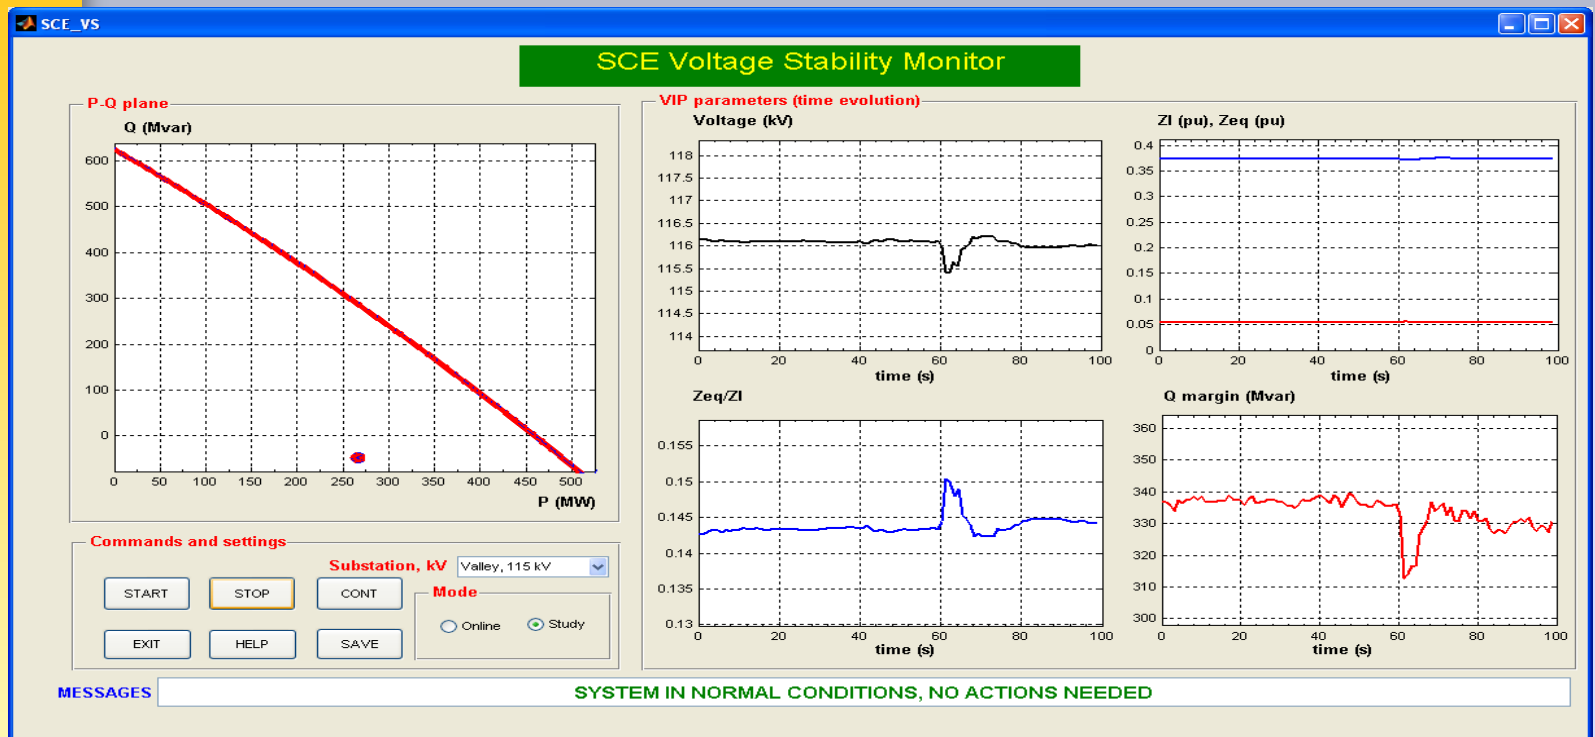 SCE_VS
SCE Voltage Stability Monitor
P-Q plane
Q (Mvar)
600
500
400
300
200
100
0
0 50 100 150 200 250 300 350 400 450 500
P (MW)
VIP parameters (time evolution)
Voltage (kV)
118
117.5
117
116.5
116
115.5
115
114.5
114
0 20 40 60 80 100
time (s)
Zl (pu), Zeq (pu)
0.4
0.35
0.3
0.25
0.2
0.15
0.1
0.05
0
0 20 40 60 80 100
time (s)
Zeq/Zl
0.155
0.15
0.145
0.14
0.135
0.13
0 20 40 60 80 100
time (s)
Q margin (Mvar)
360
350
340
330
320
310
300
0 20 40 60 80 100
time (s)
Commands and settings
Substation, kV Valley, 115 kV
START STOP CONT
Mode
Online Study
EXIT HELP SAVE
MESSAGES SYSTEM IN NORMAL CONDITIONS, NO ACTIONS NEEDED